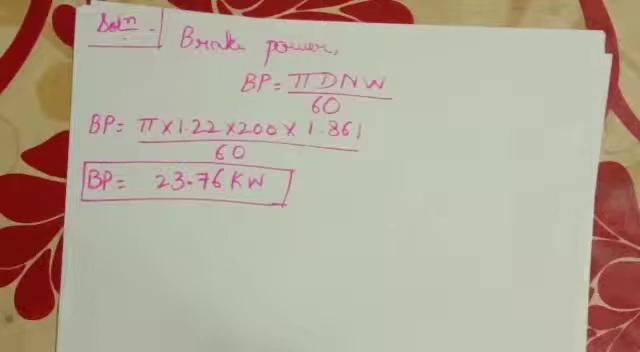 Soln.
Brake power,
BP = πDNW
60
BP = π×1.22×200×1.861
60
BP = 23.76 KW